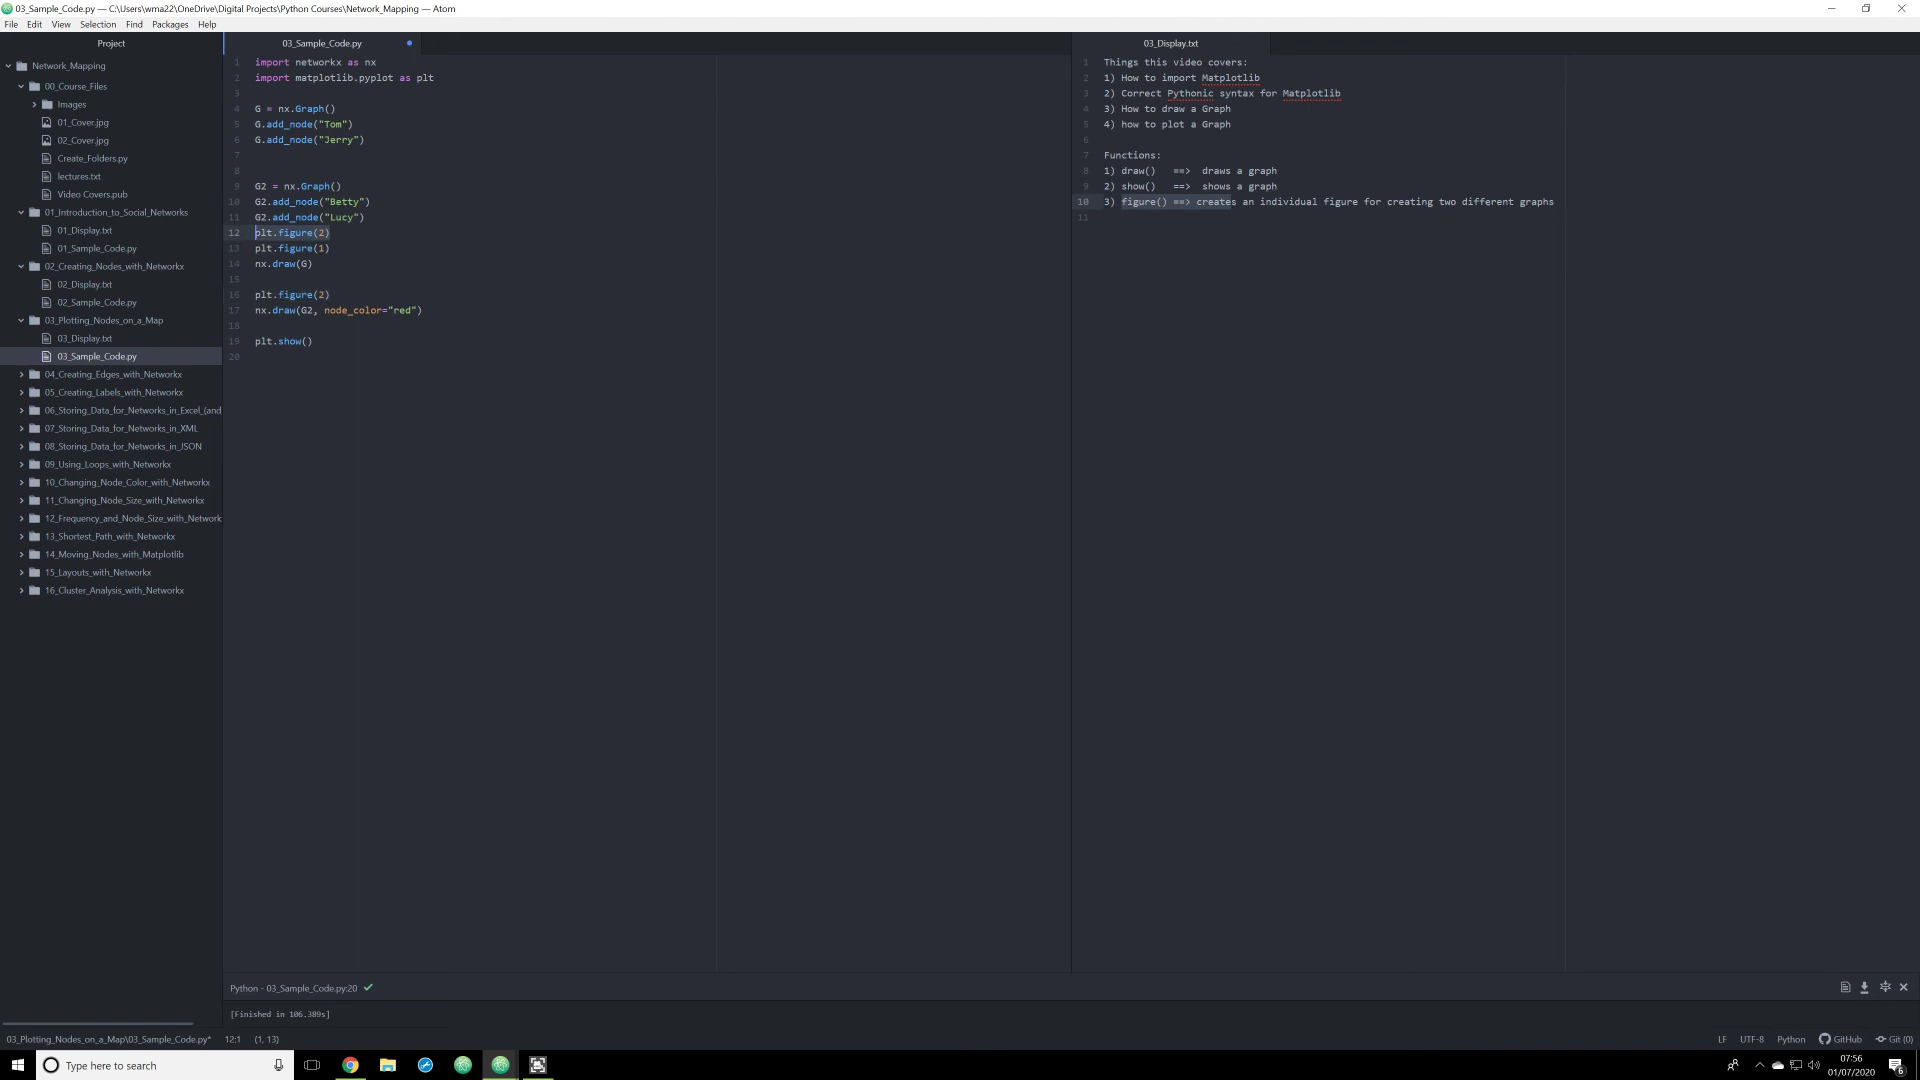 03_Sample_Code.py — C:\Users\wma22\OneDrive\Digital Projects\Python Courses\Network_Mapping — Atom
File Edit View Selection Find Packages Help
Project
Network_Mapping
00_Course_Files
Images
01_Cover.jpg
02_Cover.jpg
Create_Folders.py
lectures.txt
Video Covers.pub
01_Introduction_to_Social_Networks
01_Display.txt
01_Sample_Code.py
02_Creating_Nodes_with_Networkx
02_Display.txt
02_Sample_Code.py
03_Plotting_Nodes_on_a_Map
03_Display.txt
03_Sample_Code.py
04_Creating_Edges_with_Networkx
05_Creating_Labels_with_Networkx
06_Storing_Data_for_Networks_in_Excel_(and
07_Storing_Data_for_Networks_in_XML
08_Storing_Data_for_Networks_in_JSON
09_Using_Loops_with_Networkx
10_Changing_Node_Color_with_Networkx
11_Changing_Node_Size_with_Networkx
12_Frequency_and_Node_Size_with_Network
13_Shortest_Path_with_Networkx
14_Moving_Nodes_with_Matplotlib
15_Layouts_with_Networkx
16_Cluster_Analysis_with_Networkx
03_Sample_Code.py
1 import networkx as nx
2 import matplotlib.pyplot as plt
3
4 G = nx.Graph()
5 G.add_node("Tom")
6 G.add_node("Jerry")
7
8
9 G2 = nx.Graph()
10 G2.add_node("Betty")
11 G2.add_node("Lucy")
12 plt.figure(2)
13 plt.figure(1)
14 nx.draw(G)
15
16 plt.figure(2)
17 nx.draw(G2, node_color="red")
18
19 plt.show()
20
03_Display.txt
1 Things this video covers:
2 1) How to import Matplotlib
3 2) Correct Pythonic syntax for Matplotlib
4 3) How to draw a Graph
5 4) how to plot a Graph
6
7 Functions:
8 1) draw() ==> draws a graph
9 2) show() ==> shows a graph
10 3) figure() ==> creates an individual figure for creating two different graphs
11
Python - 03_Sample_Code.py:20
[Finished in 106.389s]
03_Plotting_Nodes_on_a_Map\03_Sample_Code.py* 12:1 (1, 13)
LF UTF-8 Python GitHub Git (0)
Type here to search
07:56
01/07/2020
6